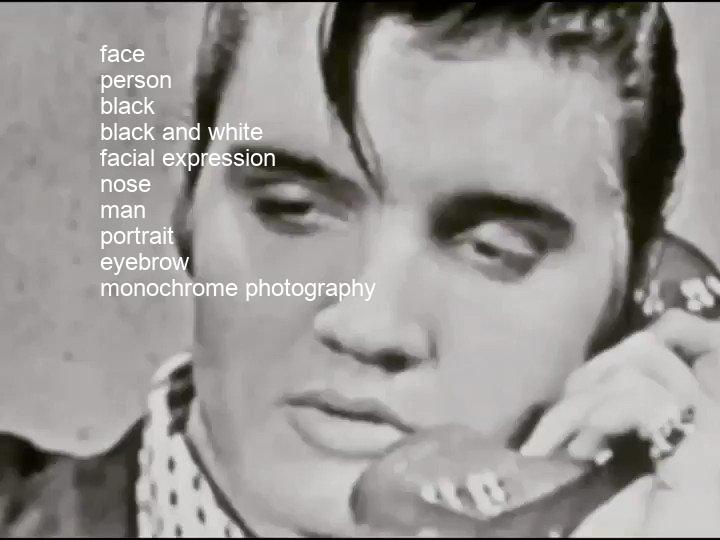 face
person
black
black and white
facial expression
nose
man
portrait
eyebrow
monochrome photography